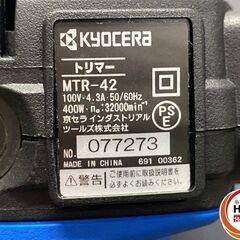 KYOCERA
トリマー
MTR-42
100V・4.3A・50/60Hz
400W・n₀:32000min⁻¹
京セラインダストリアル
ツールズ株式会社
PS
E
NO. 077273
MADE IN CHINA 691 00362
警告
ご使用前に取扱説明書を
必ずお読みください。